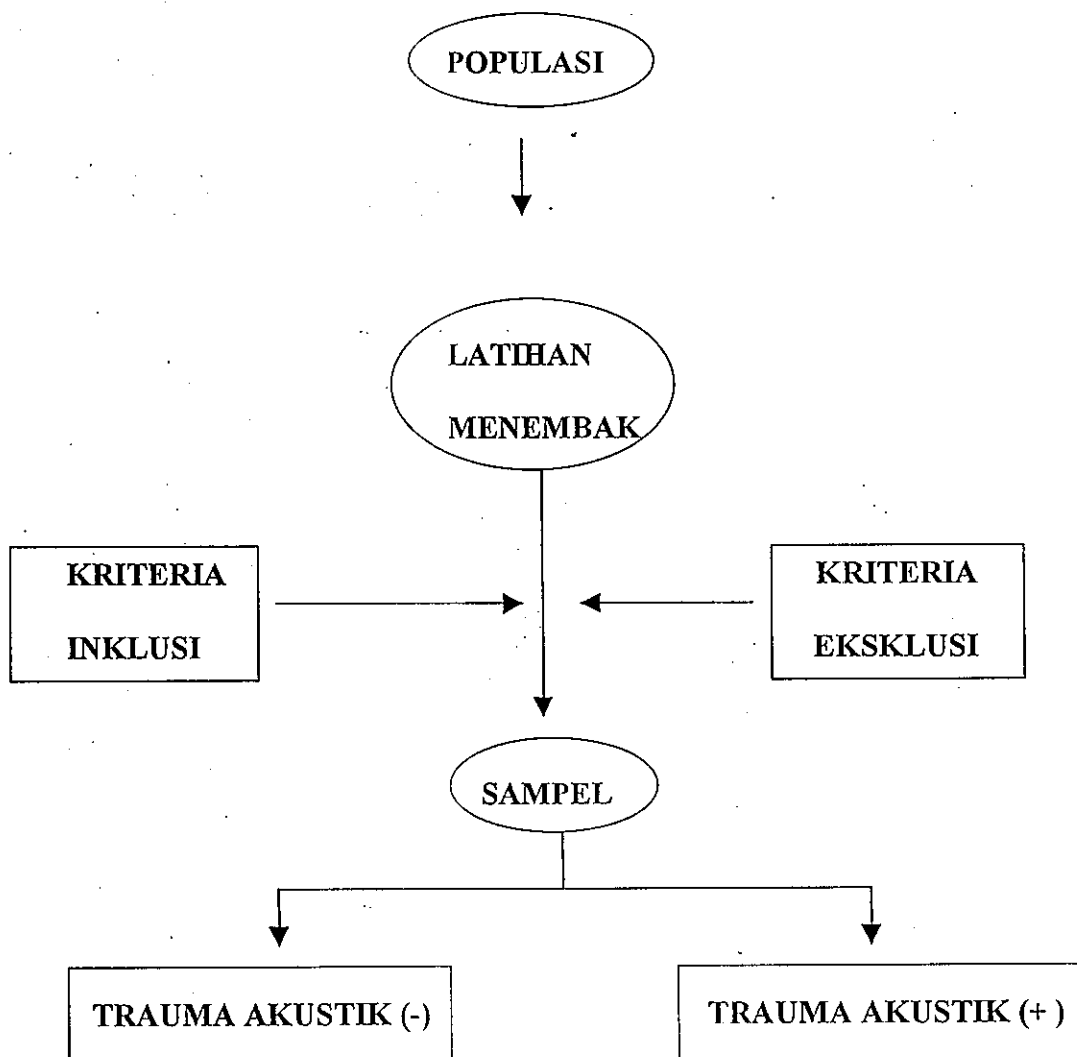 POPULASI
LATIHAN
MENEMBAK
KRITERIA
INKLUSI
KRITERIA
EKSKLUSI
SAMPEL
TRAUMA AKUSTIK (-)
TRAUMA AKUSTIK (+ )